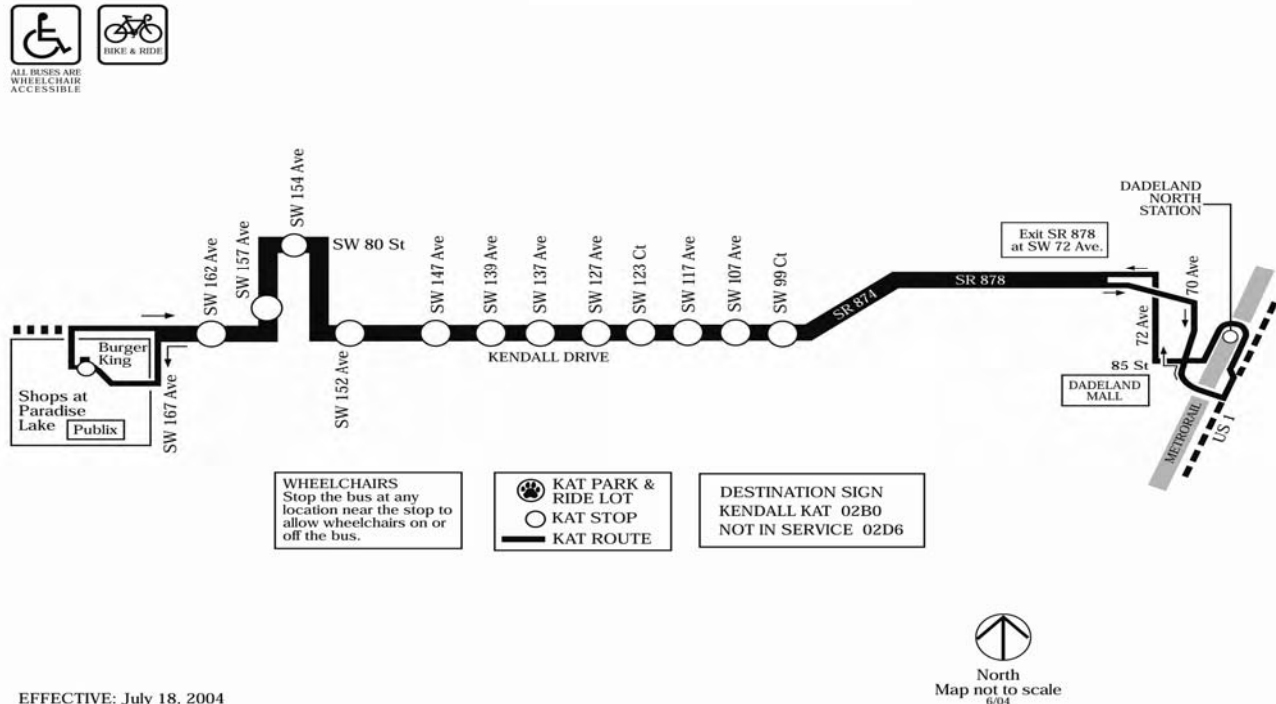 BIKE & RIDE
ALL BUSES ARE
WHEELCHAIR
ACCESSIBLE
SW 162 Ave
SW 157 Ave
SW 154 Ave
SW 80 St
SW 147 Ave
SW 139 Ave
SW 137 Ave
SW 127 Ave
SW 123 Ct
SW 117 Ave
SW 107 Ave
SW 99 Ct
SR 874
SR 878
Exit SR 878
at SW 72 Ave.
DADELAND
NORTH
STATION
70 Ave
72 Ave
85 St
DADELAND
MALL
METRORAIL
US 1
Burger
King
Shops at
Paradise
Lake
Publix
SW 167 Ave
SW 152 Ave
KENDALL DRIVE
WHEELCHAIRS
Stop the bus at any
location near the stop to
allow wheelchairs on or
off the bus.
KAT PARK &
RIDE LOT
KAT STOP
KAT ROUTE
DESTINATION SIGN
KENDALL KAT 02B0
NOT IN SERVICE 02D6
North
Map not to scale
6/04
EFFECTIVE: July 18, 2004